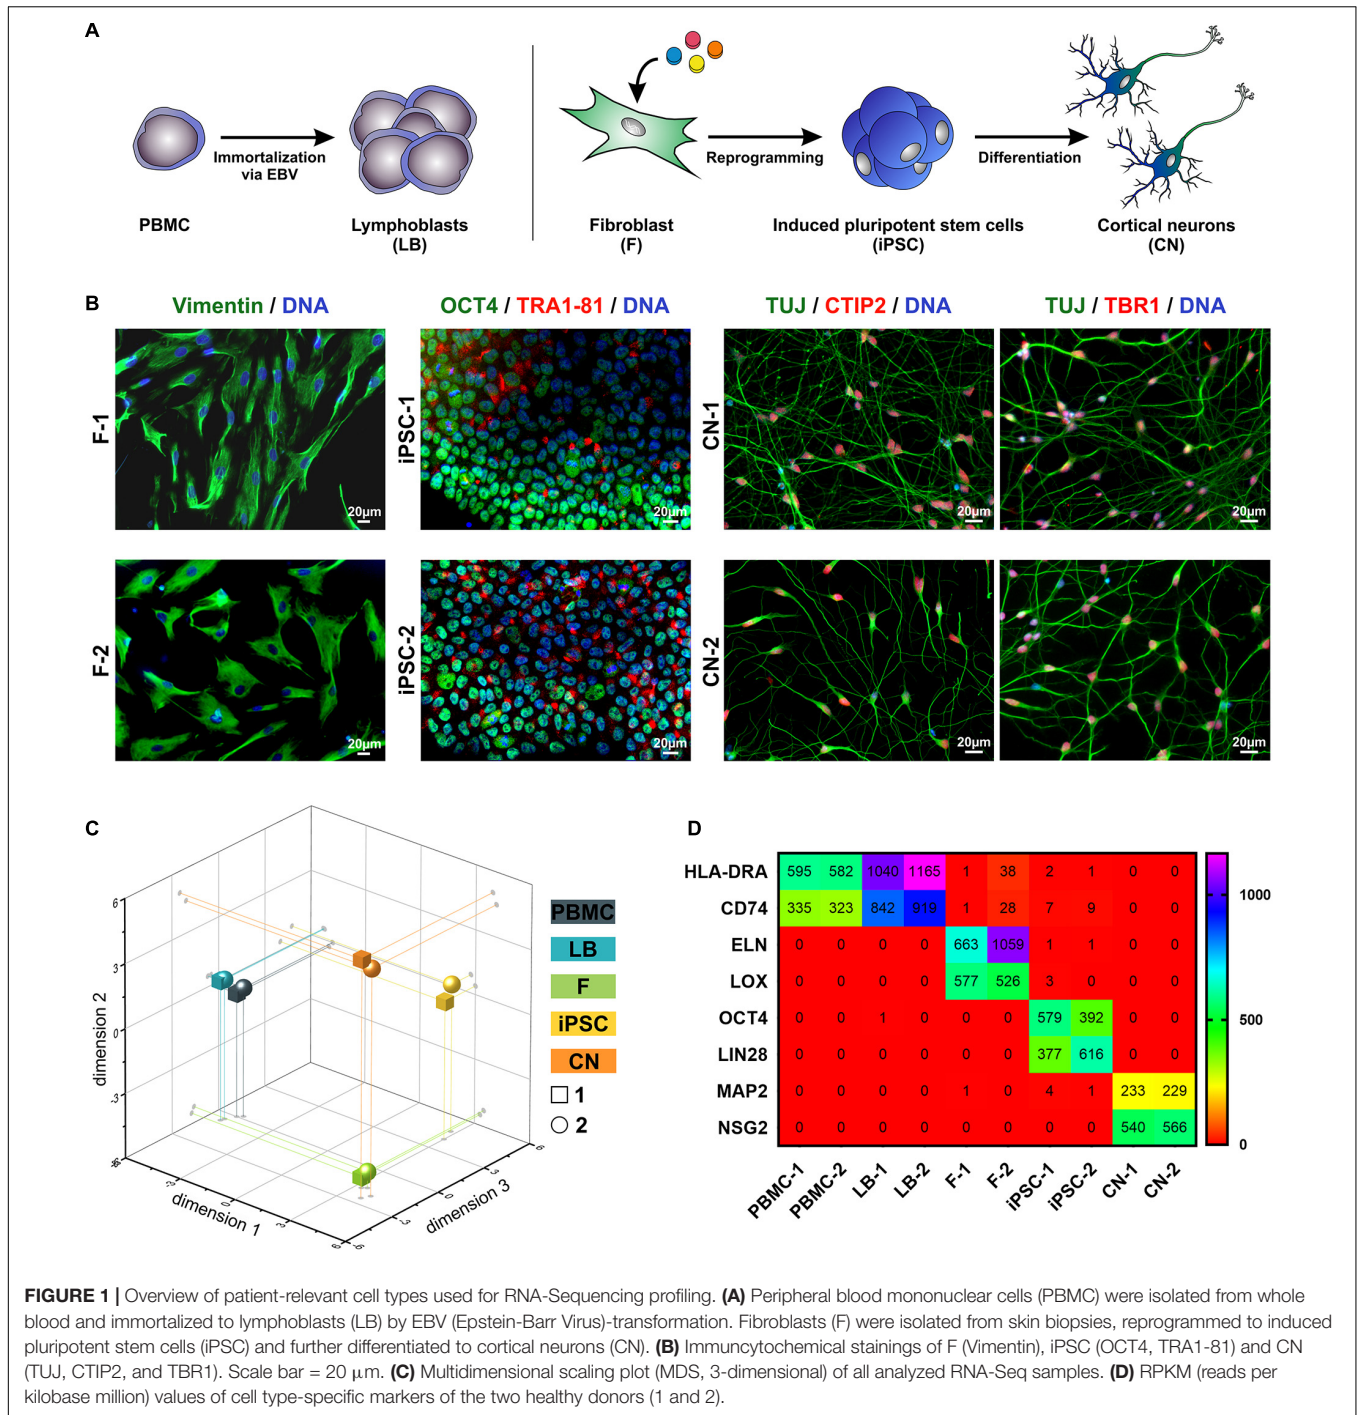 A
Immortalization
via EBV
Reprogramming
Differentiation
PBMC
Lymphoblasts
(LB)
Fibroblast
(F)
Induced pluripotent stem cells
(iPSC)
Cortical neurons
(CN)
B
Vimentin / DNA
OCT4 / TRA1-81 / DNA
TUJ / CTIP2 / DNA
TUJ / TBR1 / DNA
F-1
20µm
iPSC-1
20µm
CN-1
20µm
20µm
F-2
20µm
iPSC-2
20µm
CN-2
20µm
20µm
C
dimension 2
6
3
0
-3
dimension 1
-3
0
3
dimension 3
-6
-3
0
3
6
PBMC
LB
F
iPSC
CN
1
2
D
HLA-DRA 595 582 1040 1165 1 38 2 1 0 0
CD74 335 323 842 919 1 28 7 9 0 0
ELN 0 0 0 0 663 1059 1 1 0 0
LOX 0 0 0 0 577 526 3 0 0 0
OCT4 0 0 1 0 0 0 579 392 0 0
LIN28 0 0 0 0 0 0 377 616 0 0
MAP2 0 0 0 0 1 0 4 1 233 229
NSG2 0 0 0 0 0 0 0 0 540 566
PBMC-1 PBMC-2 LB-1 LB-2 F-1 F-2 iPSC-1 iPSC-2 CN-1 CN-2
1000
500
0
FIGURE 1 | Overview of patient-relevant cell types used for RNA-Sequencing profiling. (A) Peripheral blood mononuclear cells (PBMC) were isolated from whole
blood and immortalized to lymphoblasts (LB) by EBV (Epstein-Barr Virus)-transformation. Fibroblasts (F) were isolated from skin biopsies, reprogrammed to induced
pluripotent stem cells (iPSC) and further differentiated to cortical neurons (CN). (B) Immuncytochemical stainings of F (Vimentin), iPSC (OCT4, TRA1-81) and CN
(TUJ, CTIP2, and TBR1). Scale bar = 20 μm. (C) Multidimensional scaling plot (MDS, 3-dimensional) of all analyzed RNA-Seq samples. (D) RPKM (reads per
kilobase million) values of cell type-specific markers of the two healthy donors (1 and 2).